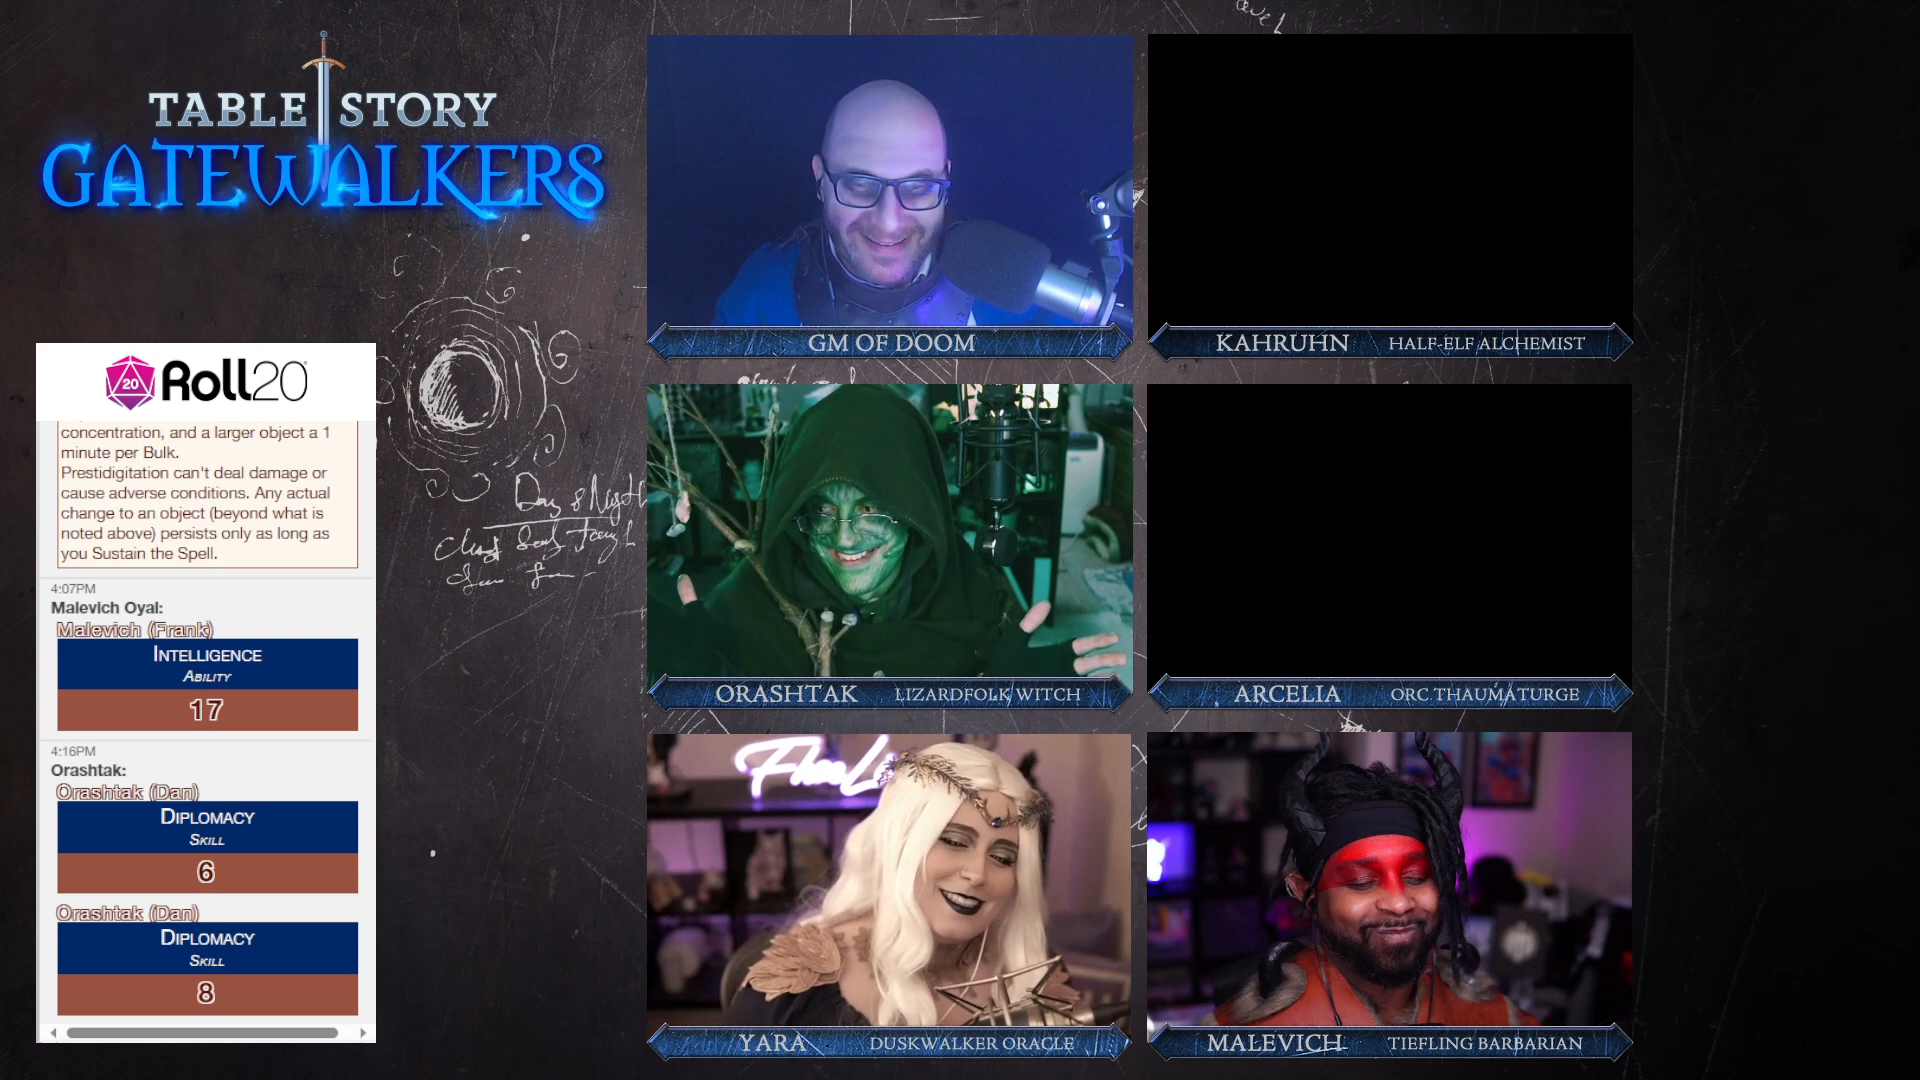 TABLE STORY
GATEWALKERS
Roll20
concentration, and a larger object a 1
minute per Bulk.
Prestidigitation can't deal damage or
cause adverse conditions. Any actual
change to an object (beyond what is
noted above) persists only as long as
you Sustain the Spell.
4:07PM
Malevich Oyal:
Malevich (Frank)
INTELLIGENCE
ABILITY
17
4:16PM
Orashtak:
Orashtak (Dan)
DIPLOMACY
SKILL
6
Orashtak (Dan)
DIPLOMACY
SKILL
8
Day & Night
GM OF DOOM
KAHRUHN HALF-ELF ALCHEMIST
ORASHTAK LIZARDFOLK WITCH
ARCELIA ORC THAUMATURGE
YARA DUSKWALKER ORACLE
MALEVICH TIEFLING BARBARIAN